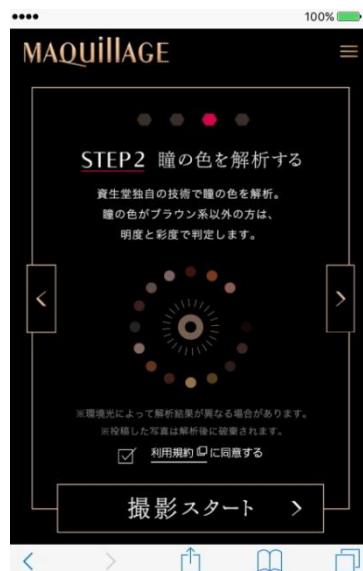 100%
MAQUILLAGE
STEP2 瞳の色を解析する
資生堂独自の技術で瞳の色を解析。
瞳の色がブラウン系以外の方は、
明度と彩度で判定します。
※環境光によって解析結果が異なる場合があります。
※投稿した写真は解析後に破棄されます。
利用規約 に同意する
撮影スタート